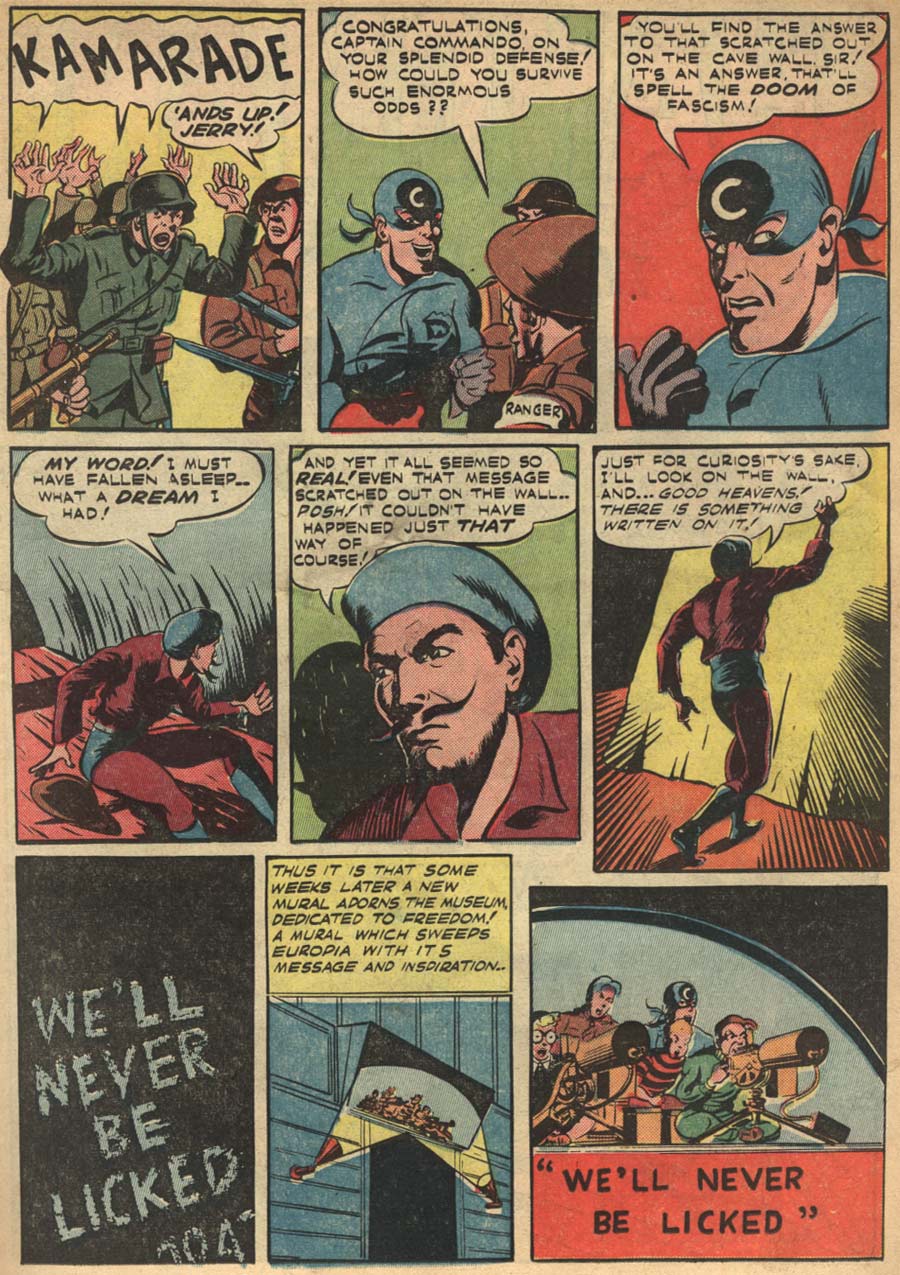 KAMARADE
'ANDS UP!
JERRY!
CONGRATULATIONS,
CAPTAIN COMMANDO, ON
YOUR SPLENDID DEFENSE!
HOW COULD YOU SURVIVE
SUCH ENORMOUS
ODDS??
C
RANGER
YOU'LL FIND THE ANSWER
TO THAT SCRATCHED OUT
ON THE CAVE WALL, SIR!
IT'S AN ANSWER, THAT'LL
SPELL THE DOOM OF
FASCISM!
C
MY WORD! I MUST
HAVE FALLEN ASLEEP..
WHAT A DREAM I
HAD!
AND YET IT ALL SEEMED SO
REAL! EVEN THAT MESSAGE
SCRATCHED OUT ON THE WALL..
POSH! IT COULDN'T HAVE
HAPPENED JUST THAT
WAY OF
COURSE!
JUST FOR CURIOSITY'S SAKE,
I'LL LOOK ON THE WALL,
AND... GOOD HEAVENS!
THERE IS SOMETHING
WRITTEN ON IT!
WE'LL
NEVER
BE
LICKED
THUS IT IS THAT SOME
WEEKS LATER A NEW
MURAL ADORNS THE MUSEUM,
DEDICATED TO FREEDOM!
A MURAL WHICH SWEEPS
EUROPIA WITH ITS
MESSAGE AND INSPIRATION..
C
"WE'LL NEVER
BE LICKED"